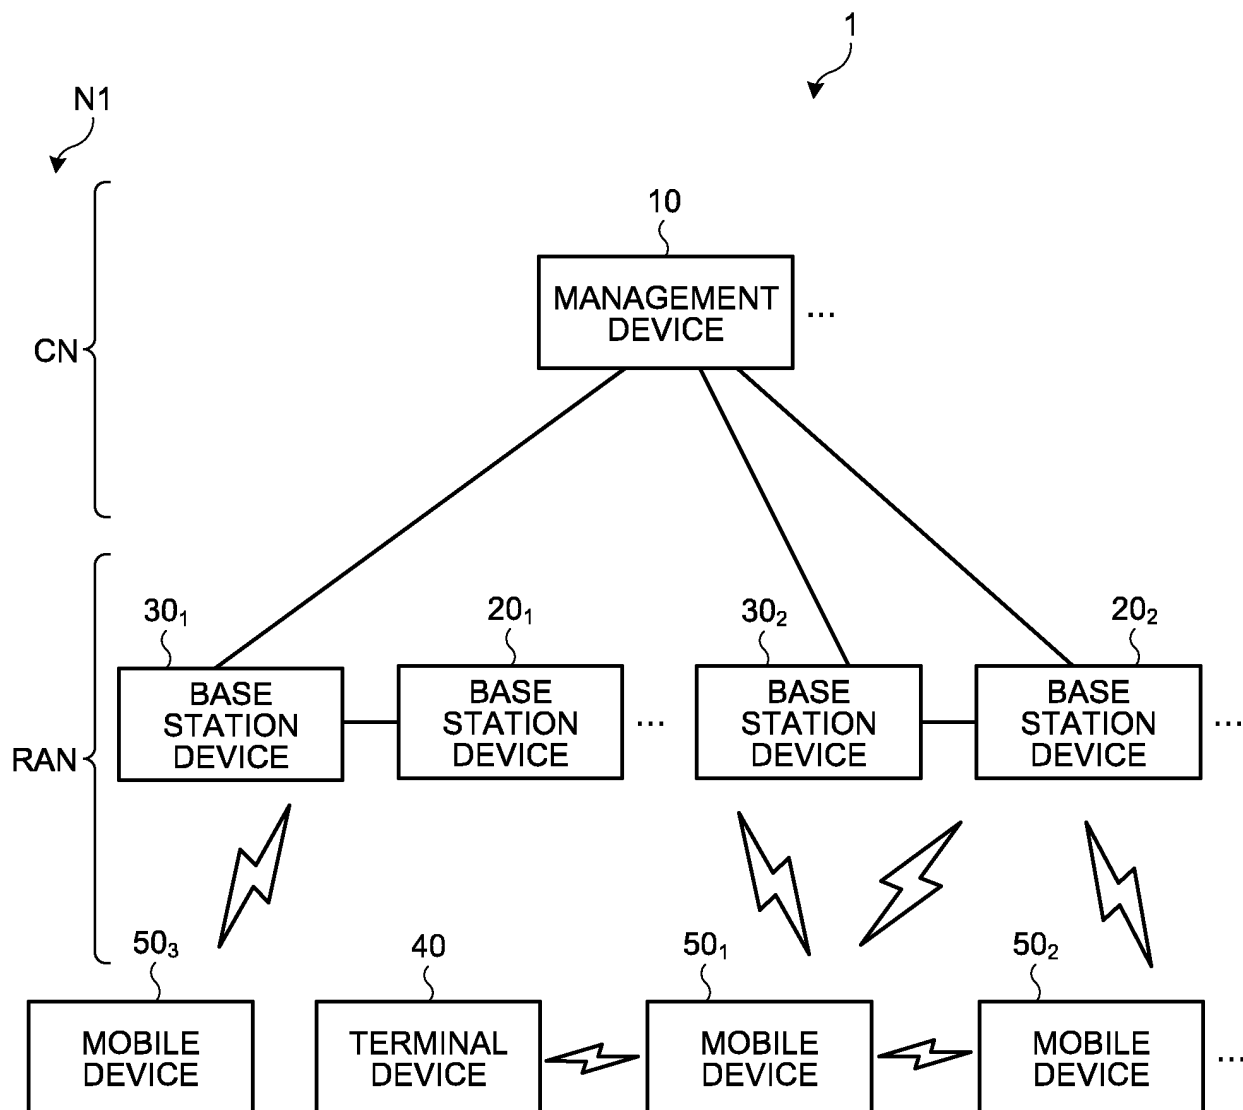 1
N1
10
MANAGEMENT
DEVICE
...
CN
30₁
20₁
30₂
20₂
BASE
STATION
DEVICE
BASE
STATION
DEVICE
...
BASE
STATION
DEVICE
BASE
STATION
DEVICE
...
RAN
50₃
40
50₁
50₂
MOBILE
DEVICE
TERMINAL
DEVICE
MOBILE
DEVICE
MOBILE
DEVICE
...